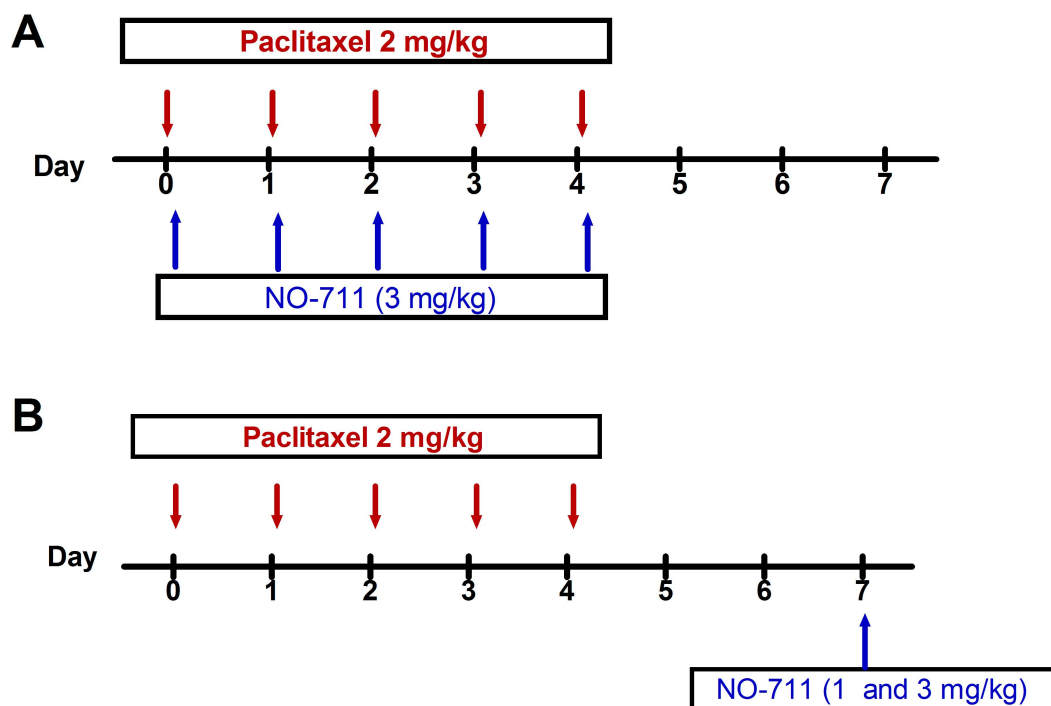 A
Paclitaxel 2 mg/kg
Day
0 1 2 3 4 5 6 7
NO-711 (3 mg/kg)
B
Paclitaxel 2 mg/kg
Day
0 1 2 3 4 5 6 7
NO-711 (1 and 3 mg/kg)